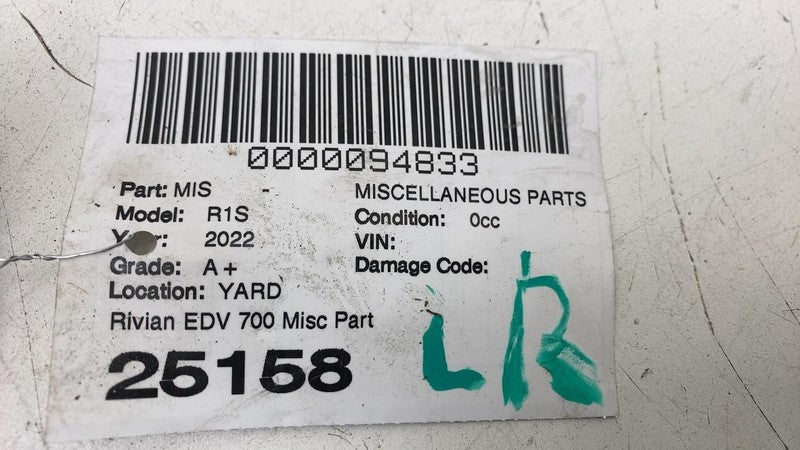 0000094833
Part: MIS - MISCELLANEOUS PARTS
Model: R1S Condition: 0cc
Year: 2022 VIN:
Grade: A+ Damage Code:
Location: YARD
Rivian EDV 700 Misc Part
25158
LR